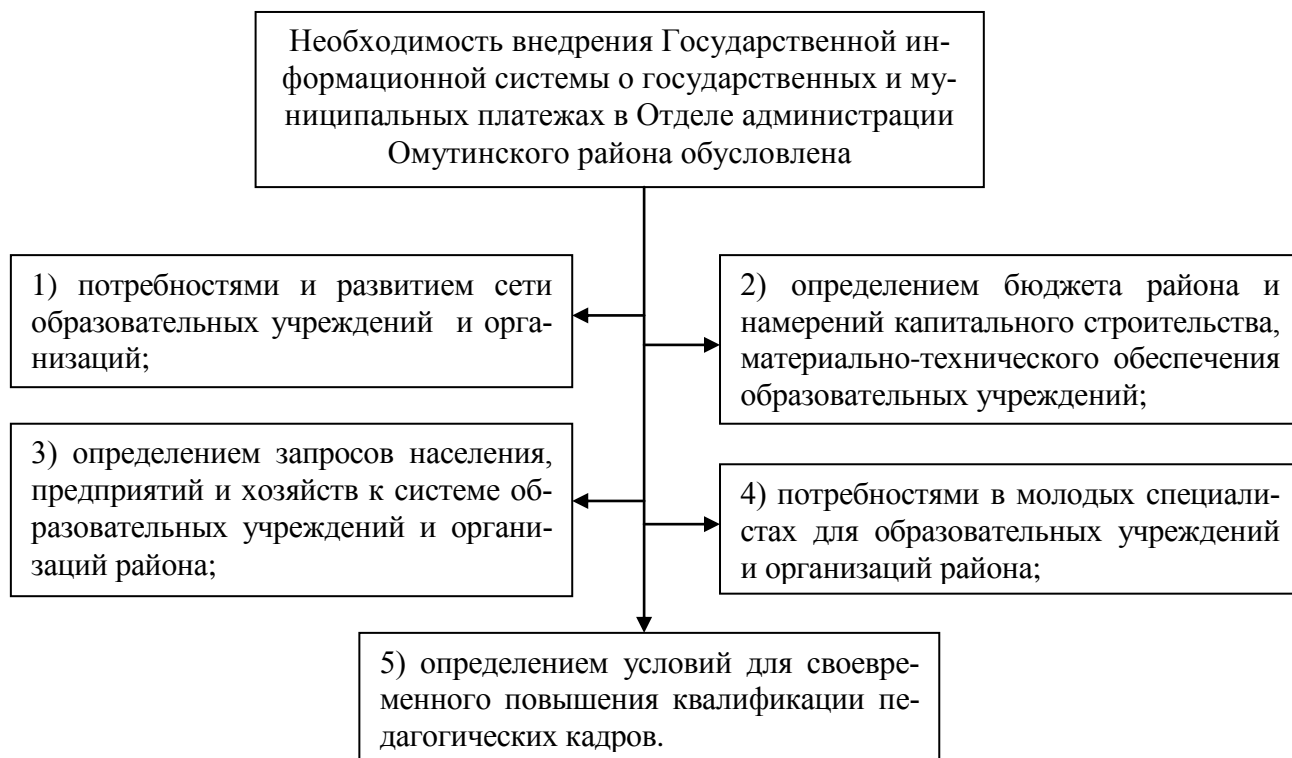 Необходимость внедрения Государственной ин-
формационной системы о государственных и му-
ниципальных платежах в Отделе администрации
Омутинского района обусловлена
1) потребностями и развитием сети
образовательных учреждений и орга-
низаций;
2) определением бюджета района и
намерений капитального строительства,
материально-технического обеспечения
образовательных учреждений;
3) определением запросов населения,
предприятий и хозяйств к системе об-
разовательных учреждений и органи-
заций района;
4) потребностями в молодых специали-
стах для образовательных учреждений
и организаций района;
5) определением условий для своевре-
менного повышения квалификации пе-
дагогических кадров.